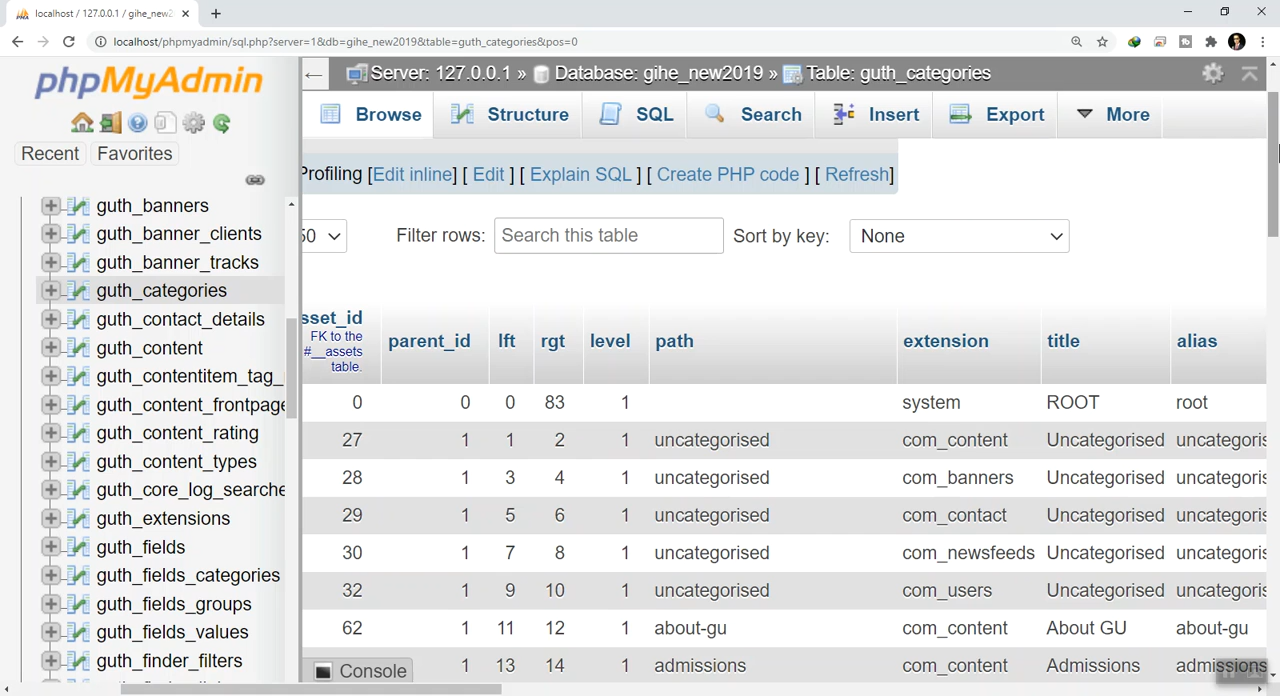 localhost / 127.0.0.1 / gihe_new2
localhost/phpmyadmin/sql.php?server=1&db=gihe_new2019&table=guth_categories&pos=0
phpMyAdmin
Recent Favorites
guth_banners
guth_banner_clients
guth_banner_tracks
guth_categories
guth_contact_details
guth_content
guth_contentitem_tag_
guth_content_frontpage
guth_content_rating
guth_content_types
guth_core_log_searche
guth_extensions
guth_fields
guth_fields_categories
guth_fields_groups
guth_fields_values
guth_finder_filters
Server: 127.0.0.1 » Database: gihe_new2019 » Table: guth_categories
Browse Structure SQL Search Insert Export More
Profiling [Edit inline] [ Edit ] [ Explain SQL ] [ Create PHP code ] [ Refresh]
50 Filter rows: Search this table Sort by key: None
sset_id parent_id lft rgt level path extension title alias
FK to the
#__assets
table.
0 0 0 83 1 system ROOT root
27 1 1 2 1 uncategorised com_content Uncategorised uncategoris
28 1 3 4 1 uncategorised com_banners Uncategorised uncategoris
29 1 5 6 1 uncategorised com_contact Uncategorised uncategoris
30 1 7 8 1 uncategorised com_newsfeeds Uncategorised uncategoris
32 1 9 10 1 uncategorised com_users Uncategorised uncategoris
62 1 11 12 1 about-gu com_content About GU about-gu
1 13 14 1 admissions com_content Admissions admissions
Console